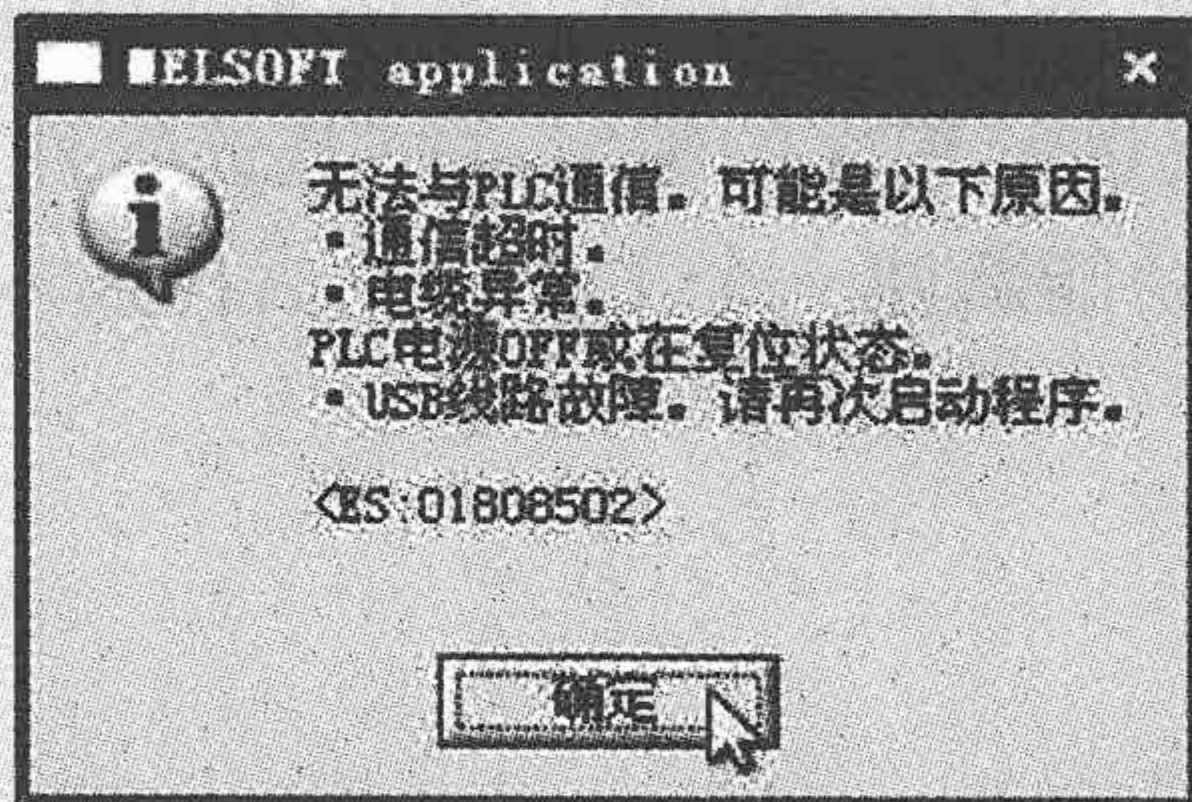 MELSOFT application
无法与PLC通信。可能是以下原因。
·通信超时。
·电缆异常。
PLC电源OFF或在复位状态。
·USB线路故障。请再次启动程序。
<ES:01808502>
确定